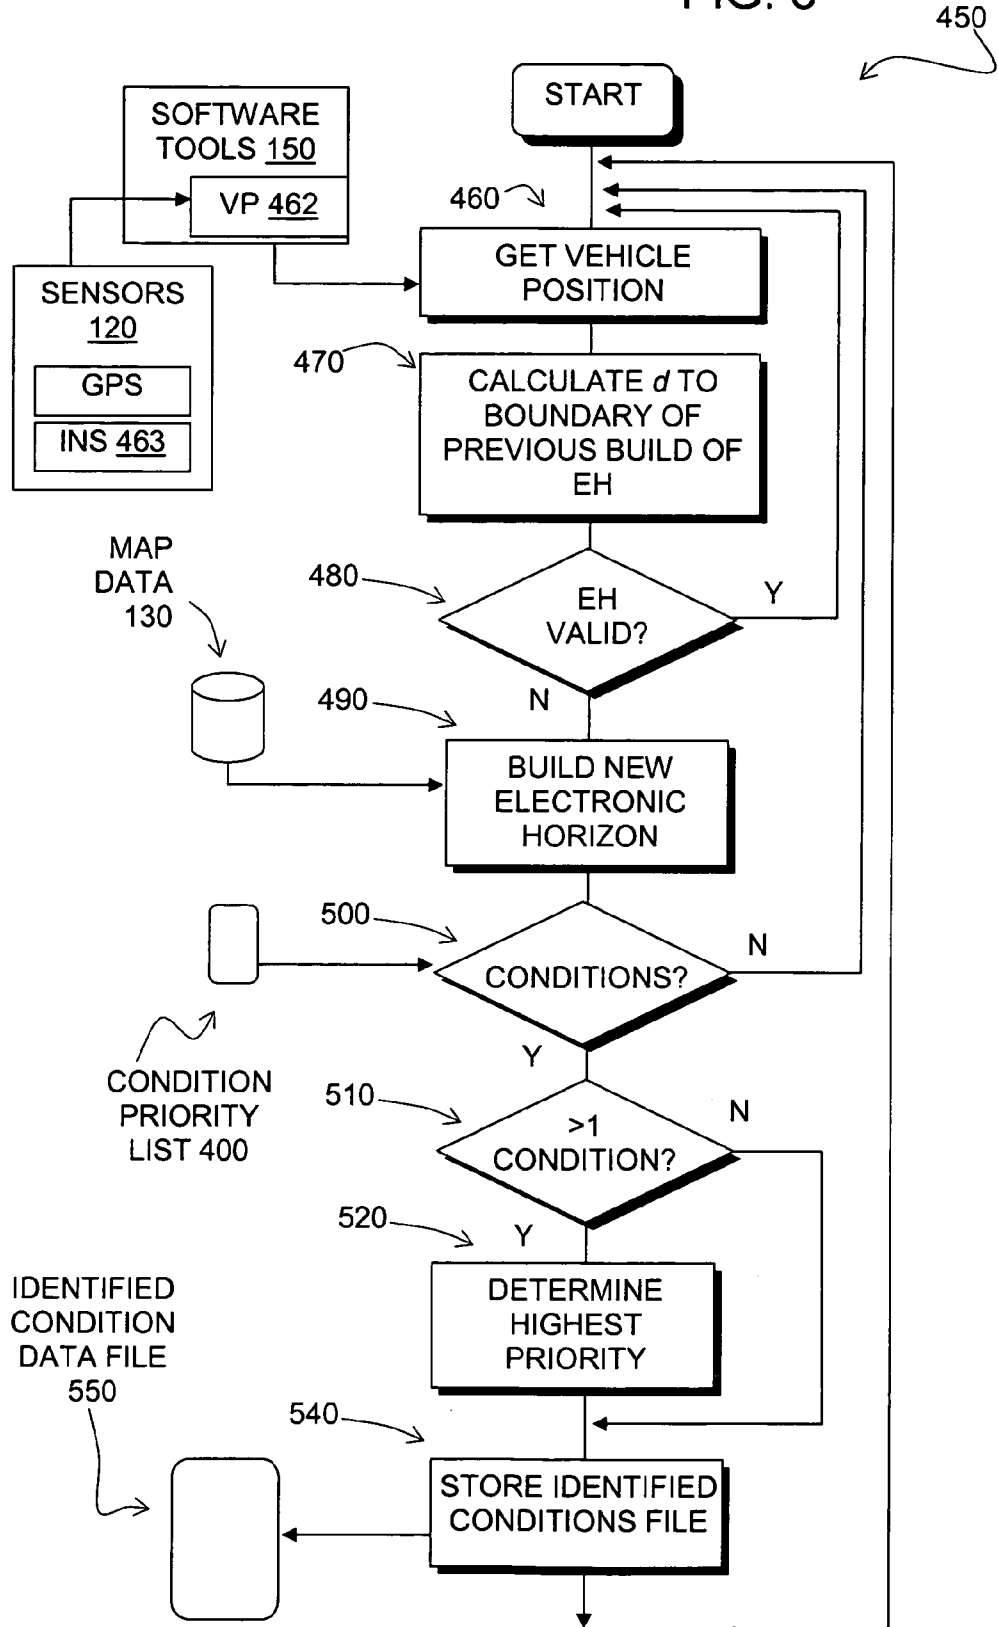 450
START
SOFTWARE
TOOLS 150
VP 462
460
GET VEHICLE
POSITION
SENSORS
120
GPS
INS 463
470
CALCULATE d TO
BOUNDARY OF
PREVIOUS BUILD OF
EH
MAP
DATA
130
480
EH
VALID?
Y
N
490
BUILD NEW
ELECTRONIC
HORIZON
500
CONDITIONS?
N
Y
CONDITION
PRIORITY
LIST 400
510
>1
CONDITION?
N
Y
520
DETERMINE
HIGHEST
PRIORITY
IDENTIFIED
CONDITION
DATA FILE
550
540
STORE IDENTIFIED
CONDITIONS FILE